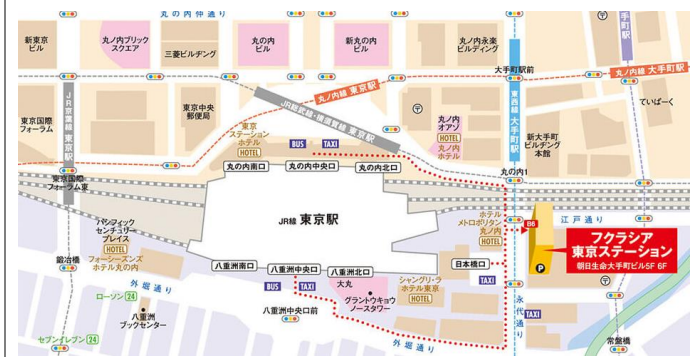 丸の内仲通り
新東京
ビル
丸ノ内ブリック
スクエア
三菱ビルヂング
丸の内
ビル
新丸の内
ビル
丸ノ内永楽
ビルディング
大手町駅
大手町駅前
丸ノ内線 大手町駅
丸ノ内線 東京駅
JR京葉線 東京駅
JR総武線・横須賀線 東京駅
東西線 大手町駅
東京国際
フォーラム
東京中央
郵便局
東京
ステーション
ホテル
HOTEL
BUS
TAXI
丸の内
オアゾ
HOTEL
丸ノ内
ホテル
新大手町
ビルヂング
本館
ていぱーく
丸の内1
丸の内南口
丸の内中央口
丸の内北口
東京国際
フォーラム東
JR線 東京駅
江戸通り
B6
ホテル
メトロポリタン
丸ノ内
HOTEL
フクラシア
東京ステーション
朝日生命大手町ビル5F 6F
P
パシフィック
センチュリー
プレイス
HOTEL
フォーシーズンズ
ホテル丸の内
鍛冶橋
八重洲南口
八重洲中央口
八重洲北口
日本橋口
TAXI
BUS
TAXI
大丸
グラントウキョウ
ノースタワー
シャングリ・ラ
ホテル東京
HOTEL
外堀通り
ローソン24
八重洲
ブックセンター
八重洲中央口前
セブンイレブン24
外堀通り
永代通り
TAXI
常盤橋